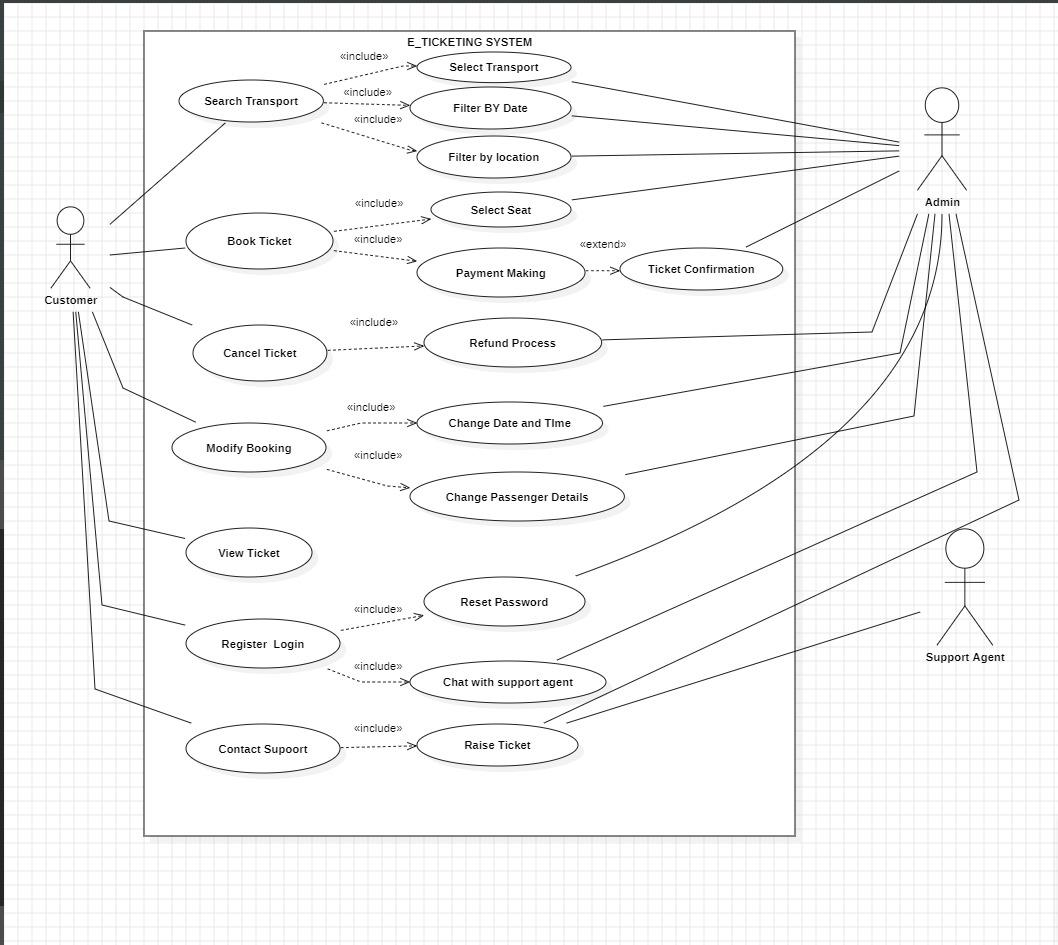 E_TICKETING SYSTEM
«include»
Select Transport
Search Transport
«include»
Filter BY Date
«include»
Filter by location
Admin
«include»
Select Seat
Book Ticket
«include»
«extend»
Payment Making
Ticket Confirmation
Customer
«include»
Cancel Ticket
Refund Process
«include»
Change Date and TIme
Modify Booking
«include»
Change Passenger Details
View Ticket
«include»
Reset Password
Register Login
Support Agent
«include»
Chat with support agent
«include»
Contact Supoort
Raise Ticket